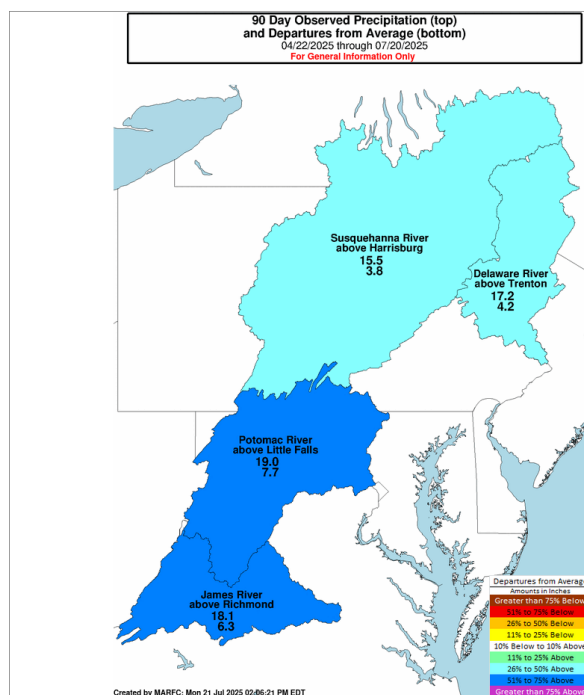 90 Day Observed Precipitation (top)
and Departures from Average (bottom)
04/22/2025 through 07/20/2025
For General Information Only
Susquehanna River
above Harrisburg
15.5
3.8
Delaware River
above Trenton
17.2
4.2
Potomac River
above Little Falls
19.0
7.7
James River
above Richmond
18.1
6.3
Departures from Average
Amounts in Inches
Greater than 75% Below
51% to 75% Below
26% to 50% Below
11% to 25% Below
10% Below to 10% Above
11% to 25% Above
26% to 50% Above
51% to 75% Above
Greater than 75% Above
Created by MARFC: Mon 21 Jul 2025 02:06:21 PM EDT